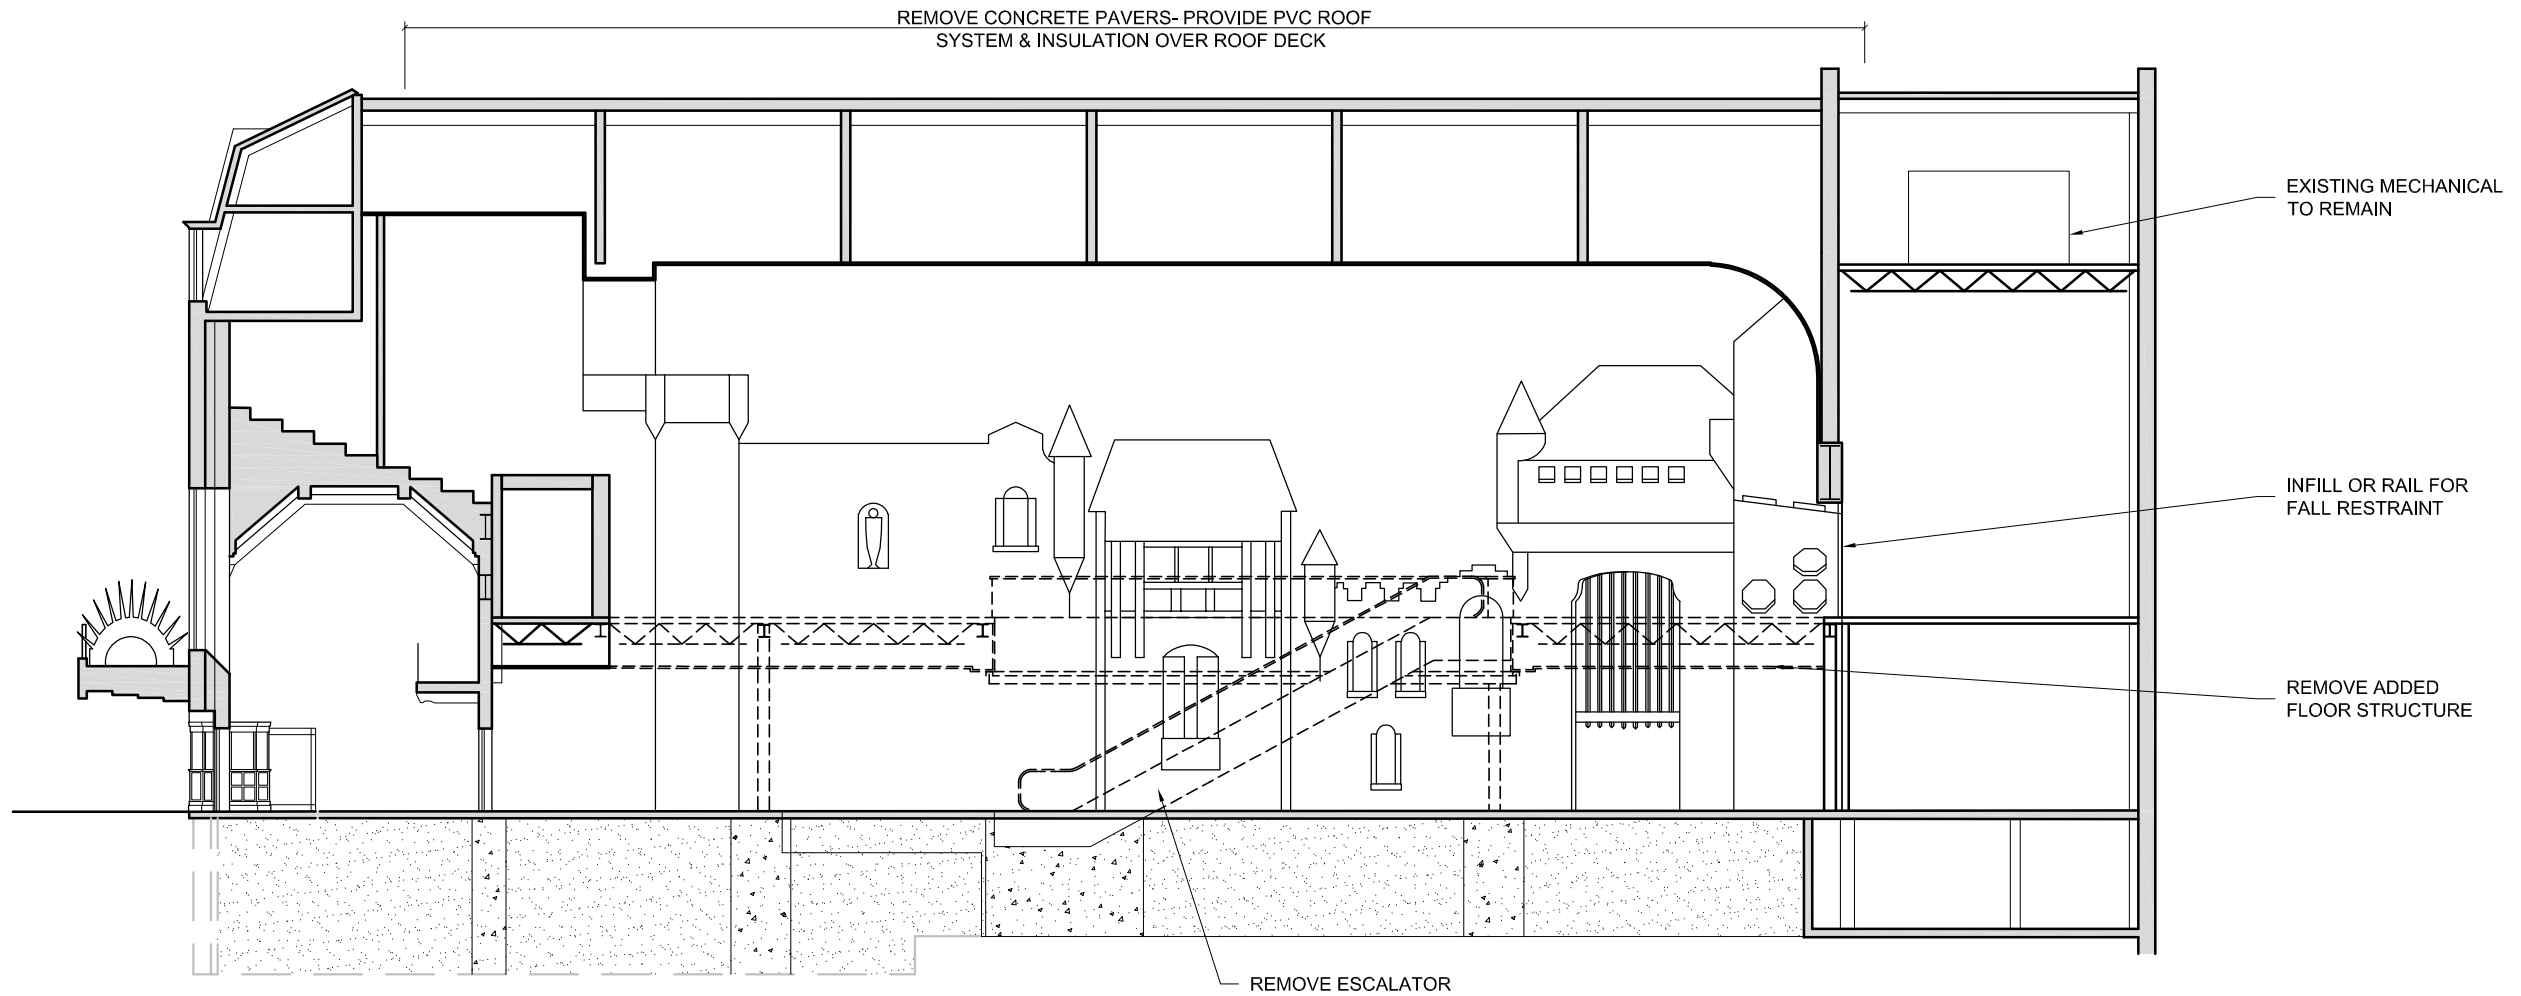 REMOVE CONCRETE PAVERS- PROVIDE PVC ROOF
SYSTEM & INSULATION OVER ROOF DECK
EXISTING MECHANICAL
TO REMAIN
INFILL OR RAIL FOR
FALL RESTRAINT
REMOVE ADDED
FLOOR STRUCTURE
REMOVE ESCALATOR